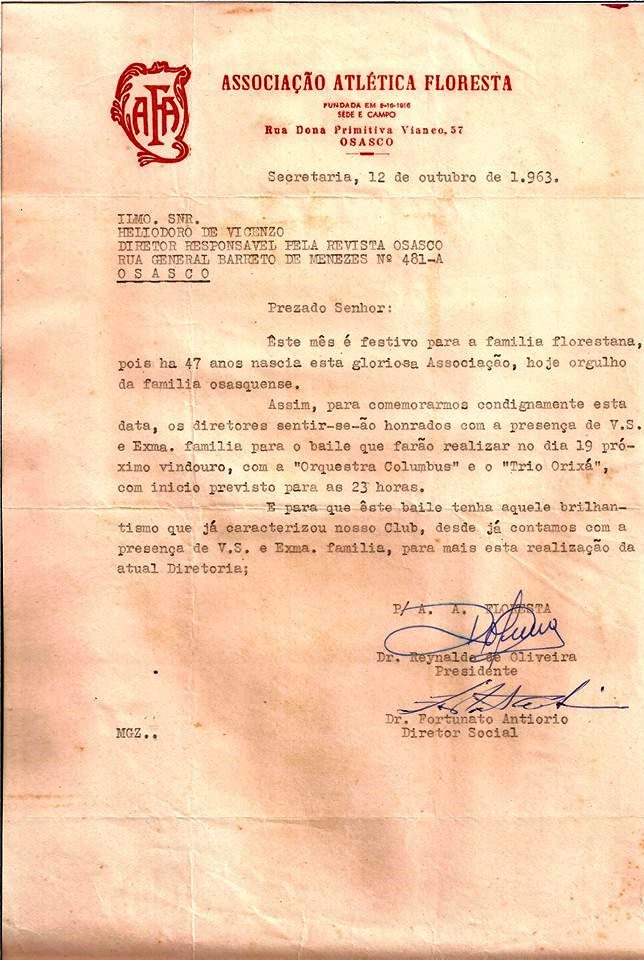 AFA
ASSOCIAÇÃO ATLÉTICA FLORESTA
FUNDADA EM 8-10-1916
SÉDE E CAMPO
Rua Dona Primitiva Vianco, 57
OSASCO
Secretaria, 12 de outubro de 1.963.
ILMO. SNR.
HELIODORO DE VICENZO
DIRETOR RESPONSAVEL PELA REVISTA OSASCO
RUA GENERAL BARRETO DE MENEZES Nº 481-A
O S A S C O
Prezado Senhor:
Êste mês é festivo para a familia florestana,
pois ha 47 anos nascia esta gloriosa Associação, hoje orgulho
da familia osasquense.
Assim, para comemorarmos condignamente esta
data, os diretores sentir-se-ão honrados com a presença de V.S.
e Exma. familia para o baile que farão realizar no dia 19 pró-
ximo vindouro, com a "Orquestra Columbus" e o "Trio Orixá",
com inicio previsto para as 23 horas.
E para que êste baile tenha aquele brilhan-
tismo que já caracterizou nosso Club, desde já contamos com a
presença de V.S. e Exma. familia, para mais esta realização da
atual Diretoria;
P/ A. A. FLORESTA
Dr. Reynaldo de Oliveira
Presidente
Dr. Fortunato Antiorio
Diretor Social
MGZ..